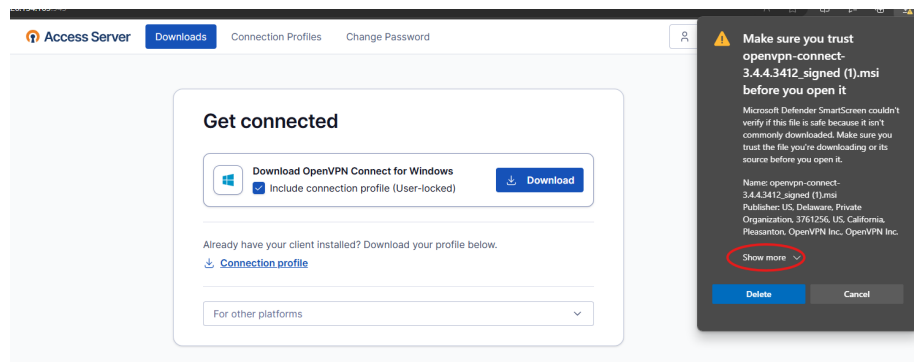 Access Server
Downloads
Connection Profiles
Change Password
Get connected
Download OpenVPN Connect for Windows
Include connection profile (User-locked)
Download
Already have your client installed? Download your profile below.
Connection profile
For other platforms
Make sure you trust
openvpn-connect-
3.4.4.3412_signed (1).msi
before you open it
Microsoft Defender SmartScreen couldn't
verify if this file is safe because it isn't
commonly downloaded. Make sure you
trust the file you're downloading or its
source before you open it.
Name: openvpn-connect-
3.4.4.3412_signed (1).msi
Publisher: US, Delaware, Private
Organization, 3761256, US, California,
Pleasanton, OpenVPN Inc., OpenVPN Inc.
Show more
Delete
Cancel